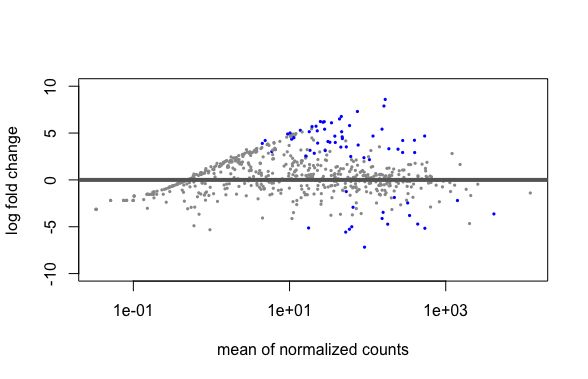 10
5
0
-5
-10
log fold change
1e-01
1e+01
1e+03
mean of normalized counts